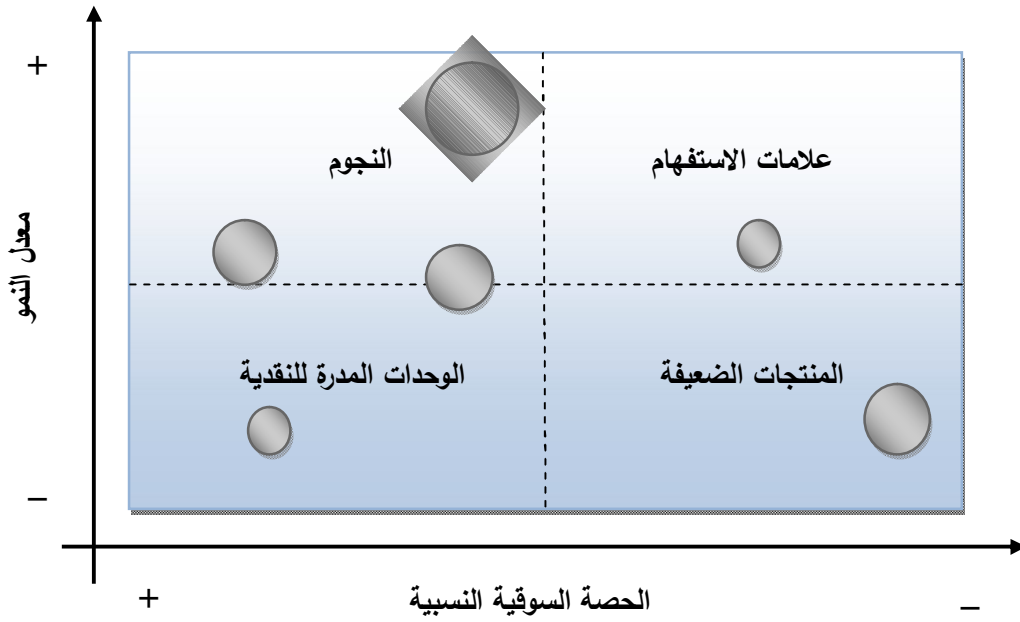 +
علامات الاستفهام
النجوم
معدل النمو
المنتجات الضعيفة
الوحدات المدرة للنقدية
–
+
الحصة السوقية النسبية
–